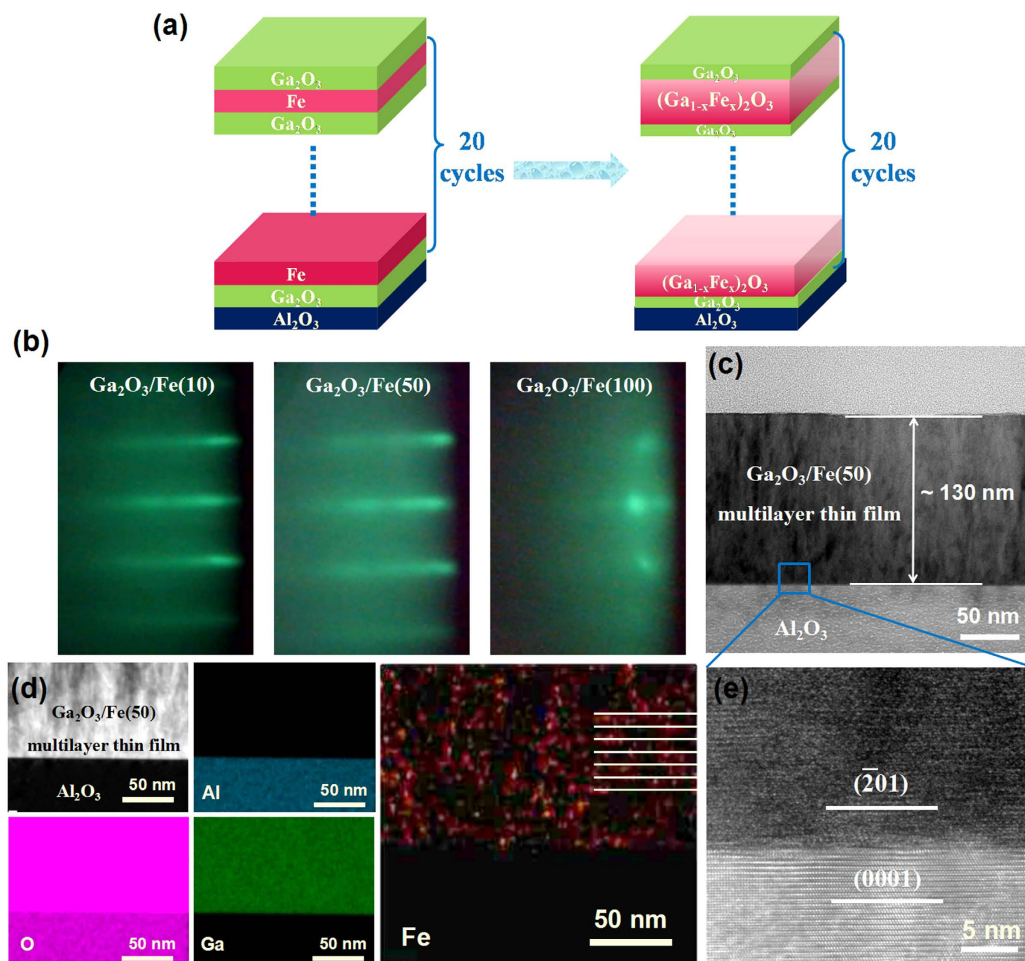 (a)
Ga₂O₃
Fe
Ga₂O₃
20
cycles
Fe
Ga₂O₃
Al₂O₃
Ga₂O₃
(Ga₁₋ₓFeₓ)₂O₃
Ga₂O₃
20
cycles
(Ga₁₋ₓFeₓ)₂O₃
Ga₂O₃
Al₂O₃
(b)
Ga₂O₃/Fe(10)
Ga₂O₃/Fe(50)
Ga₂O₃/Fe(100)
(c)
Ga₂O₃/Fe(50)
multilayer thin film
~ 130 nm
Al₂O₃
50 nm
(d)
Ga₂O₃/Fe(50)
multilayer thin film
Al₂O₃
50 nm
Al
50 nm
O
50 nm
Ga
50 nm
Fe
50 nm
(e)
(2̅01)
(0001)
5 nm